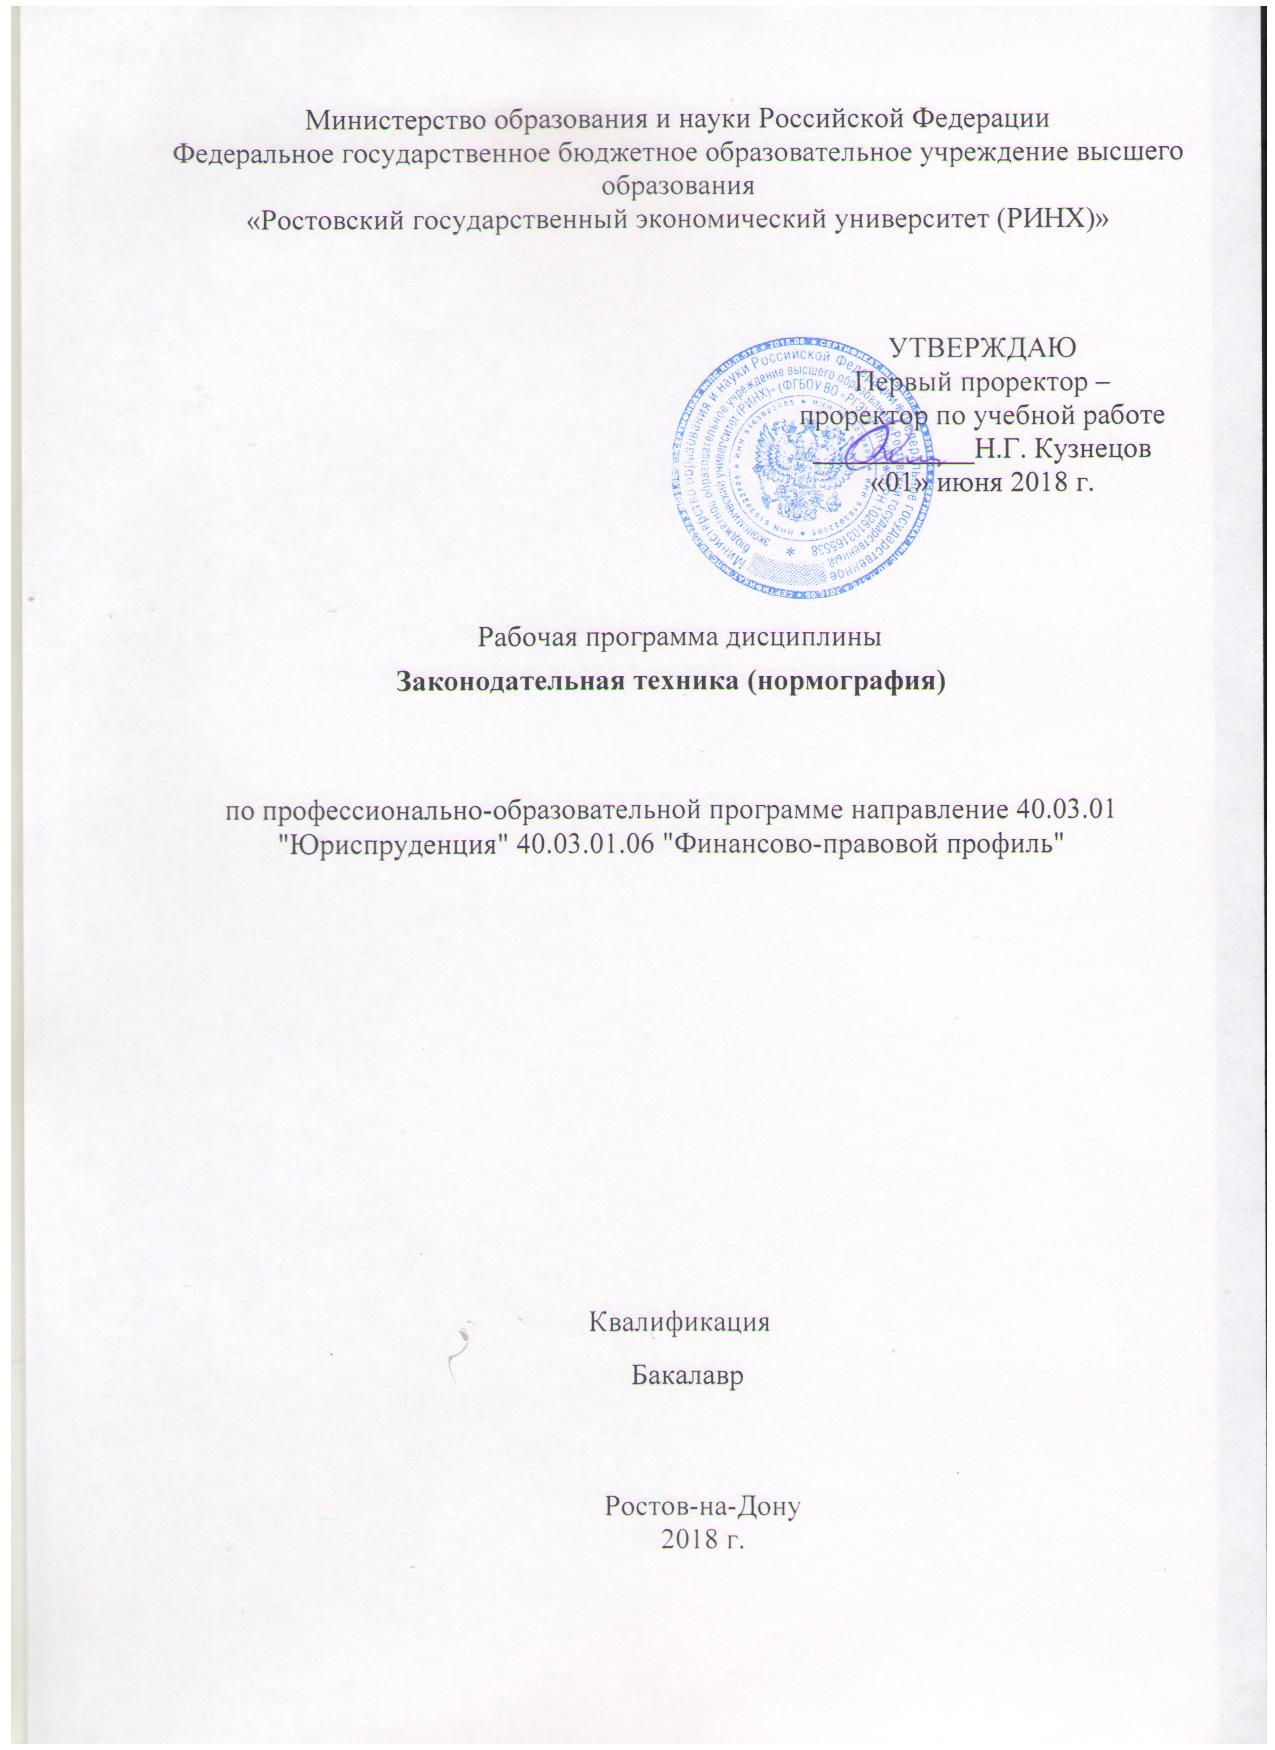 Министерство образования и науки Российской Федерации
Федеральное государственное бюджетное образовательное учреждение высшего
образования
«Ростовский государственный экономический университет (РИНХ)»
УТВЕРЖДАЮ
Первый проректор –
проректор по учебной работе
Н.Г. Кузнецов
«01» июня 2018 г.
Рабочая программа дисциплины
Законодательная техника (нормография)
по профессионально-образовательной программе направление 40.03.01
"Юриспруденция" 40.03.01.06 "Финансово-правовой профиль"
Квалификация
Бакалавр
Ростов-на-Дону
2018 г.